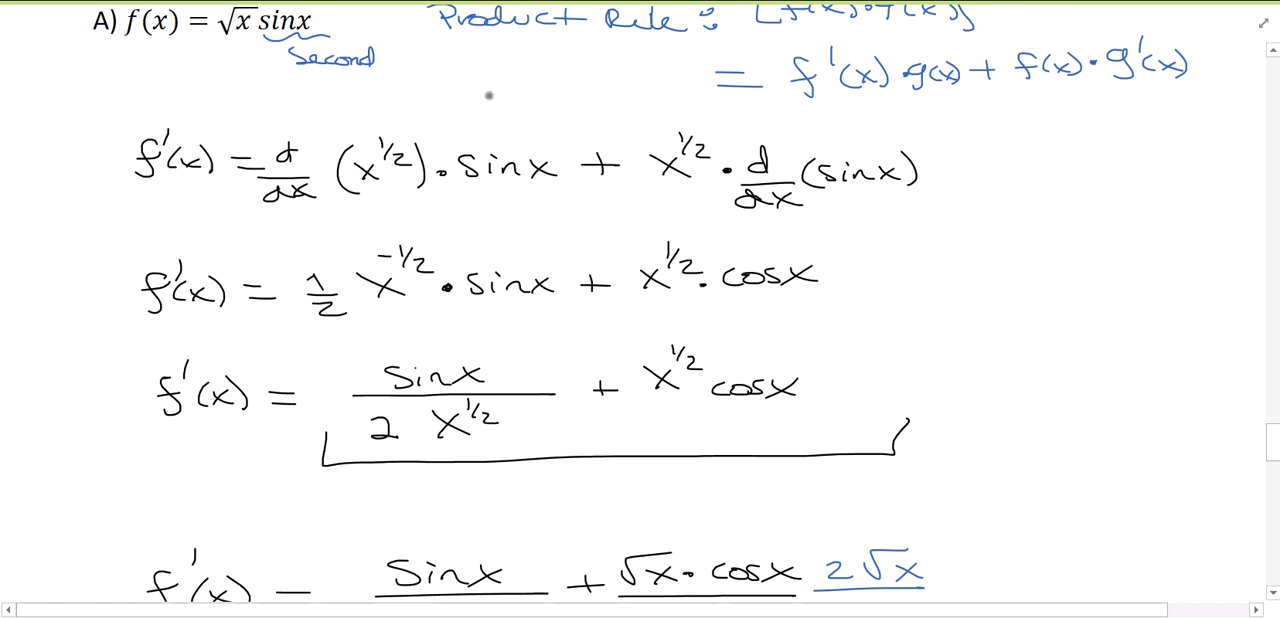 A) f(x) = √x sinx
Product Rule :
second
= f'(x) · g(x) + f(x) · g'(x)
f'(x) = d/dx (x^1/2) · sinx + x^1/2 · d/dx (sinx)
f'(x) = 1/2 x^-1/2 · sinx + x^1/2 · cosx
f'(x) = sinx / 2 x^1/2 + x^1/2 cosx
f'(x) = sinx + √x · cosx 2√x